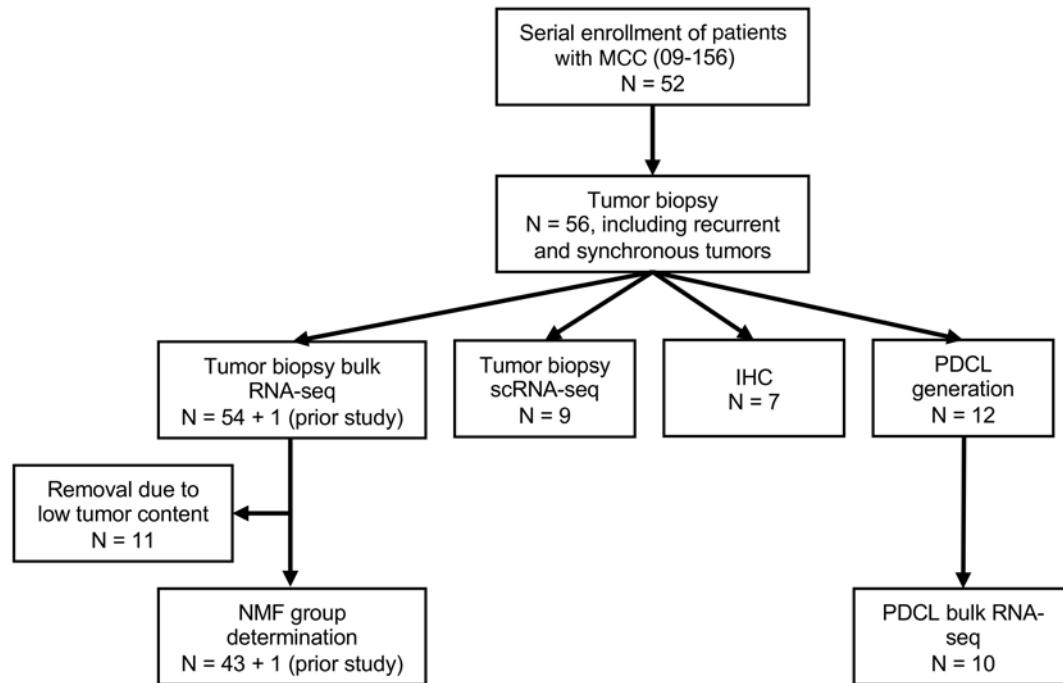 Serial enrollment of patients
with MCC (09-156)
N = 52
Tumor biopsy
N = 56, including recurrent
and synchronous tumors
Tumor biopsy bulk
RNA-seq
N = 54 + 1 (prior study)
Tumor biopsy
scRNA-seq
N = 9
IHC
N = 7
PDCL
generation
N = 12
Removal due to
low tumor content
N = 11
NMF group
determination
N = 43 + 1 (prior study)
PDCL bulk RNA-
seq
N = 10